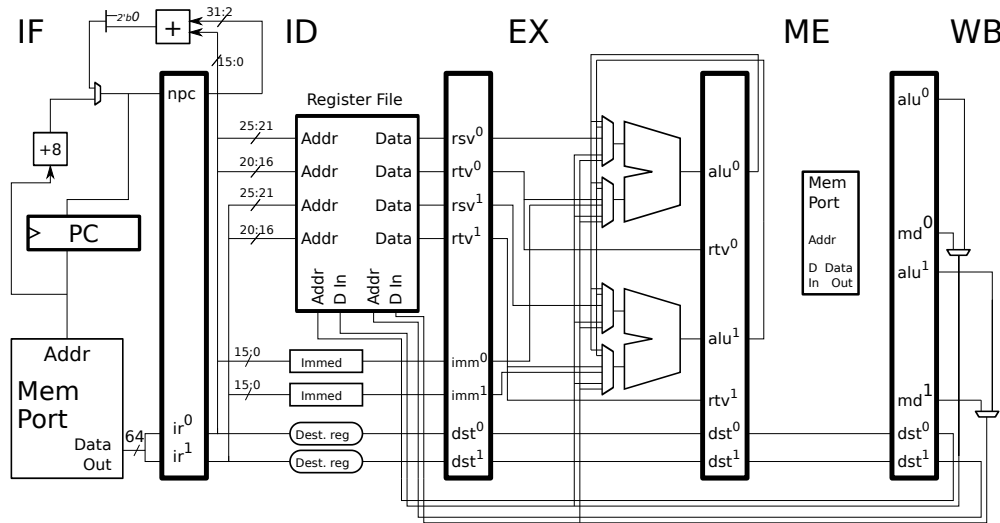 IF
ID
EX
ME
WB
2'b0
+
31:2
15:0
npc
+8
PC
Addr
Mem
Port
Data
Out
64
ir0
ir1
Register File
25:21
Addr
Data
20:16
Addr
Data
25:21
Addr
Data
20:16
Addr
Data
Addr
D In
Addr
D In
15:0
Immed
15:0
Immed
Dest. reg
Dest. reg
rsv0
rtv0
rsv1
rtv1
imm0
imm1
dst0
dst1
alu0
rtv0
alu1
rtv1
dst0
dst1
Mem
Port
Addr
D Data
In Out
alu0
md0
alu1
md1
dst0
dst1